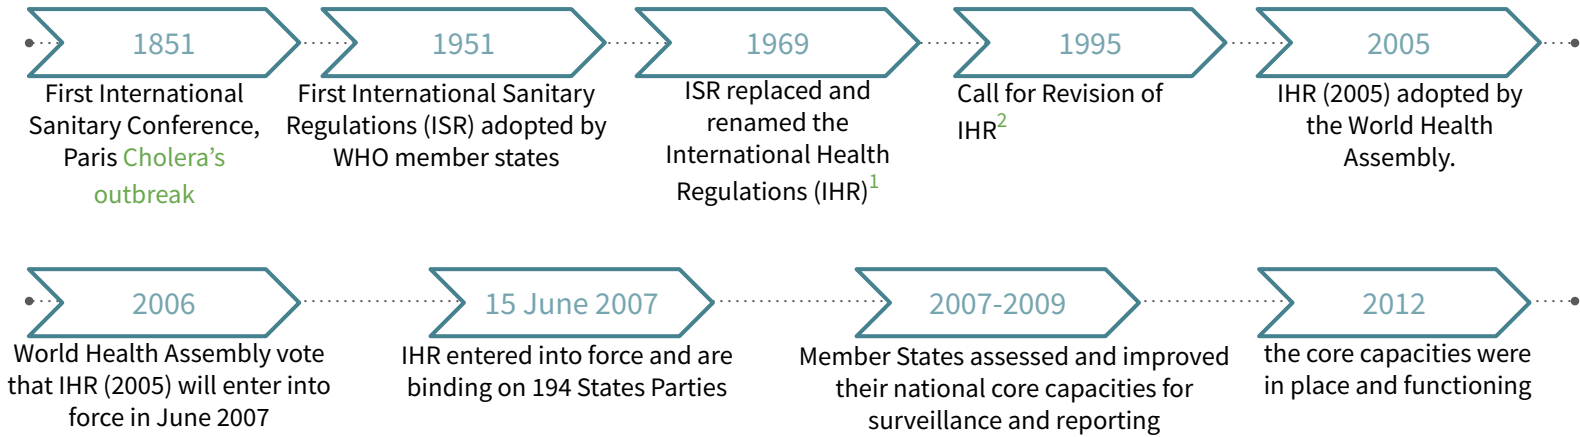 1851
First International
Sanitary Conference,
Paris Cholera’s
outbreak
1951
First International Sanitary
Regulations (ISR) adopted by
WHO member states
1969
ISR replaced and
renamed the
International Health
Regulations (IHR)1
1995
Call for Revision of
IHR2
2005
IHR (2005) adopted by
the World Health
Assembly.
2006
World Health Assembly vote
that IHR (2005) will enter into
force in June 2007
15 June 2007
IHR entered into force and are
binding on 194 States Parties
2007-2009
Member States assessed and improved
their national core capacities for
surveillance and reporting
2012
the core capacities were
in place and functioning